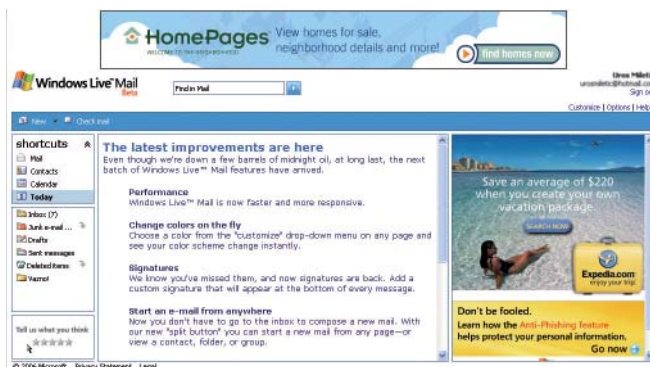 HomePages
WELCOME TO THE NEIGHBORHOOD
View homes for sale,
neighborhood details and more!
find homes now
Windows Live™ Mail
Beta
Find in Mail
Uros Miletic
urosmiletic@hotmail.co
Sign o
Customize | Options | Help
New
Check mail
shortcuts
Mail
Contacts
Calendar
Today
Inbox (7)
Junk e-mail ...
Drafts
Sent messages
Deleted items
Vazno!
Tell us what you think
The latest improvements are here
Even though we're down a few barrels of midnight oil, at long last, the next
batch of Windows Live™ Mail features have arrived.
Performance
Windows Live™ Mail is now faster and more responsive.
Change colors on the fly
Choose a color from the "customize" drop-down menu on any page and
see your color scheme change instantly.
Signatures
We know you've missed them, and now signatures are back. Add a
custom signature that will appear at the bottom of every message.
Start an e-mail from anywhere
Now you don't have to go to the inbox to compose a new mail. With
our new "split button" you can start a new mail from any page—or
view a contact, folder, or group.
Save an average of $220
when you create your own
vacation package.
SEARCH NOW
Expedia.com
enjoy your trip.
Don't be fooled.
Learn how the Anti-Phishing feature
helps protect your personal information.
Go now
© 2006 Microsoft Privacy Statement Legal